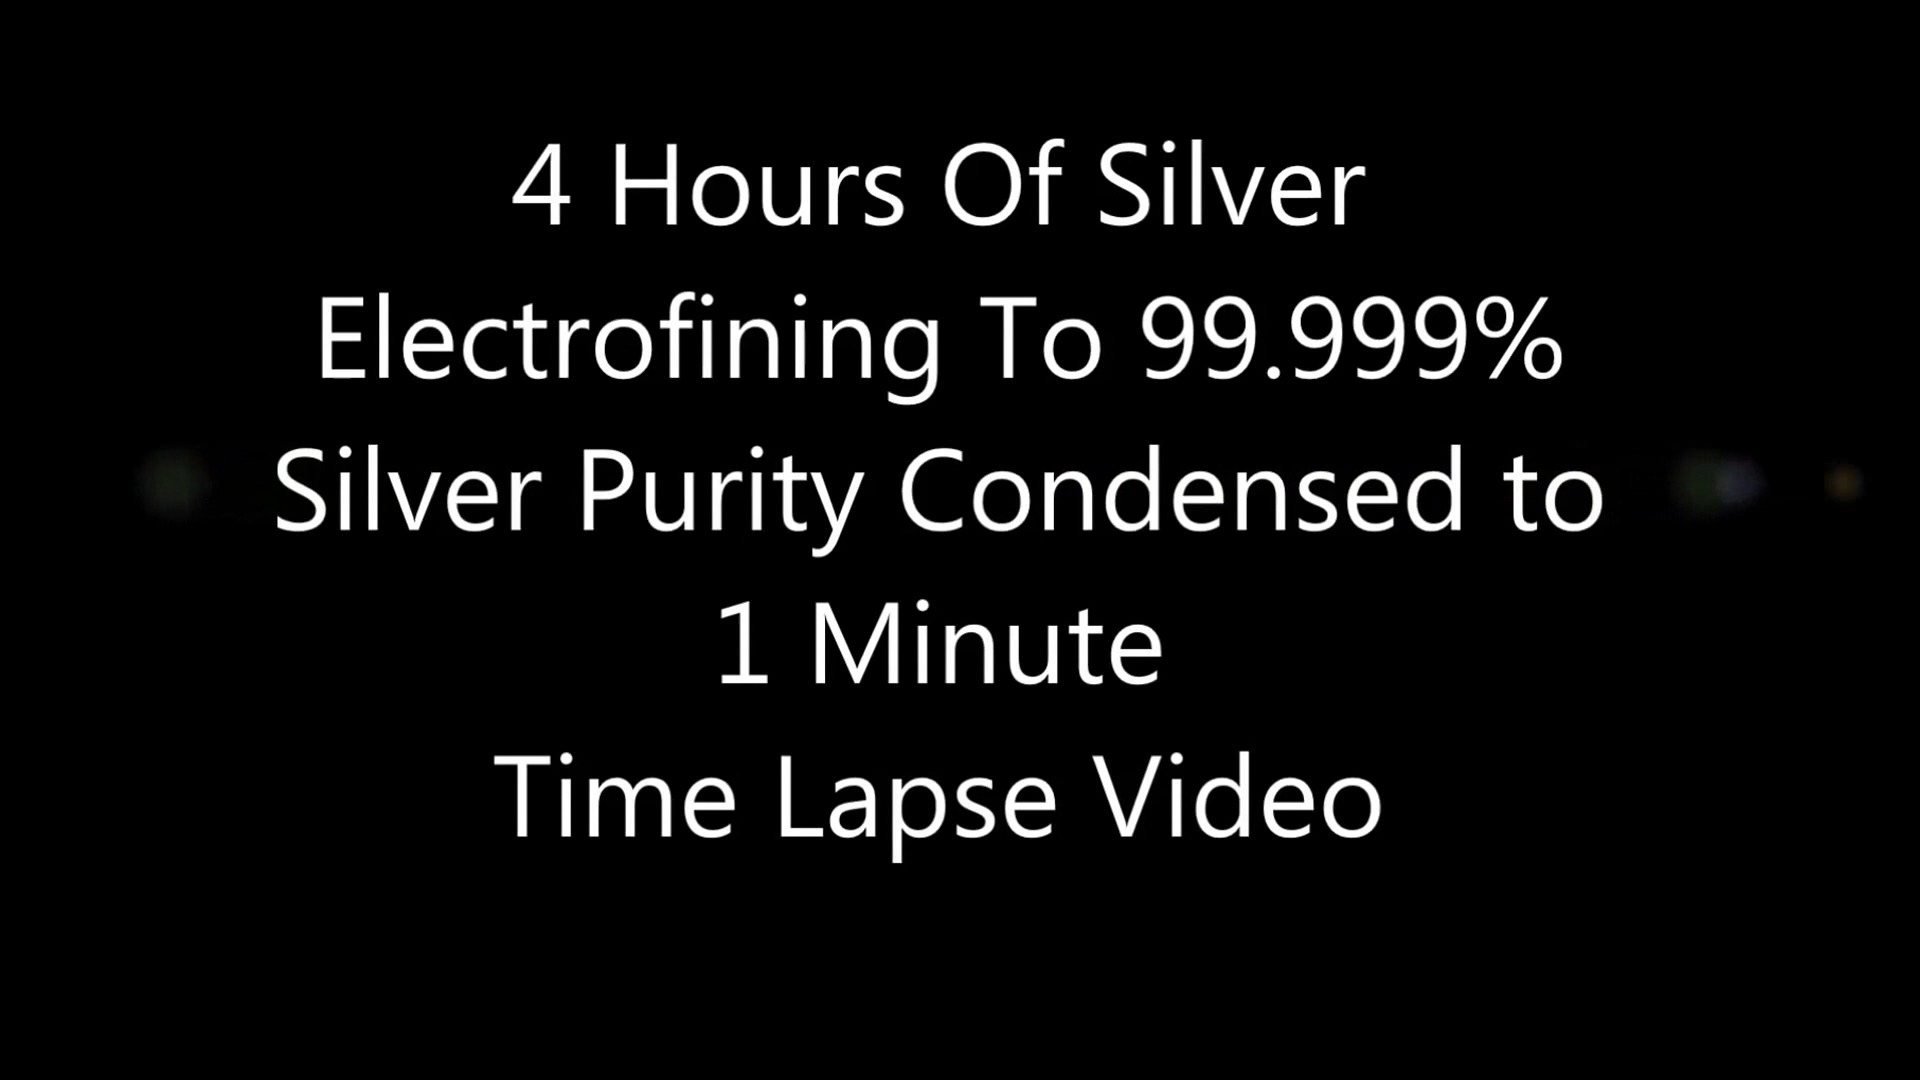 4 Hours Of Silver
Electrofining To 99.999%
Silver Purity Condensed to
1 Minute
Time Lapse Video